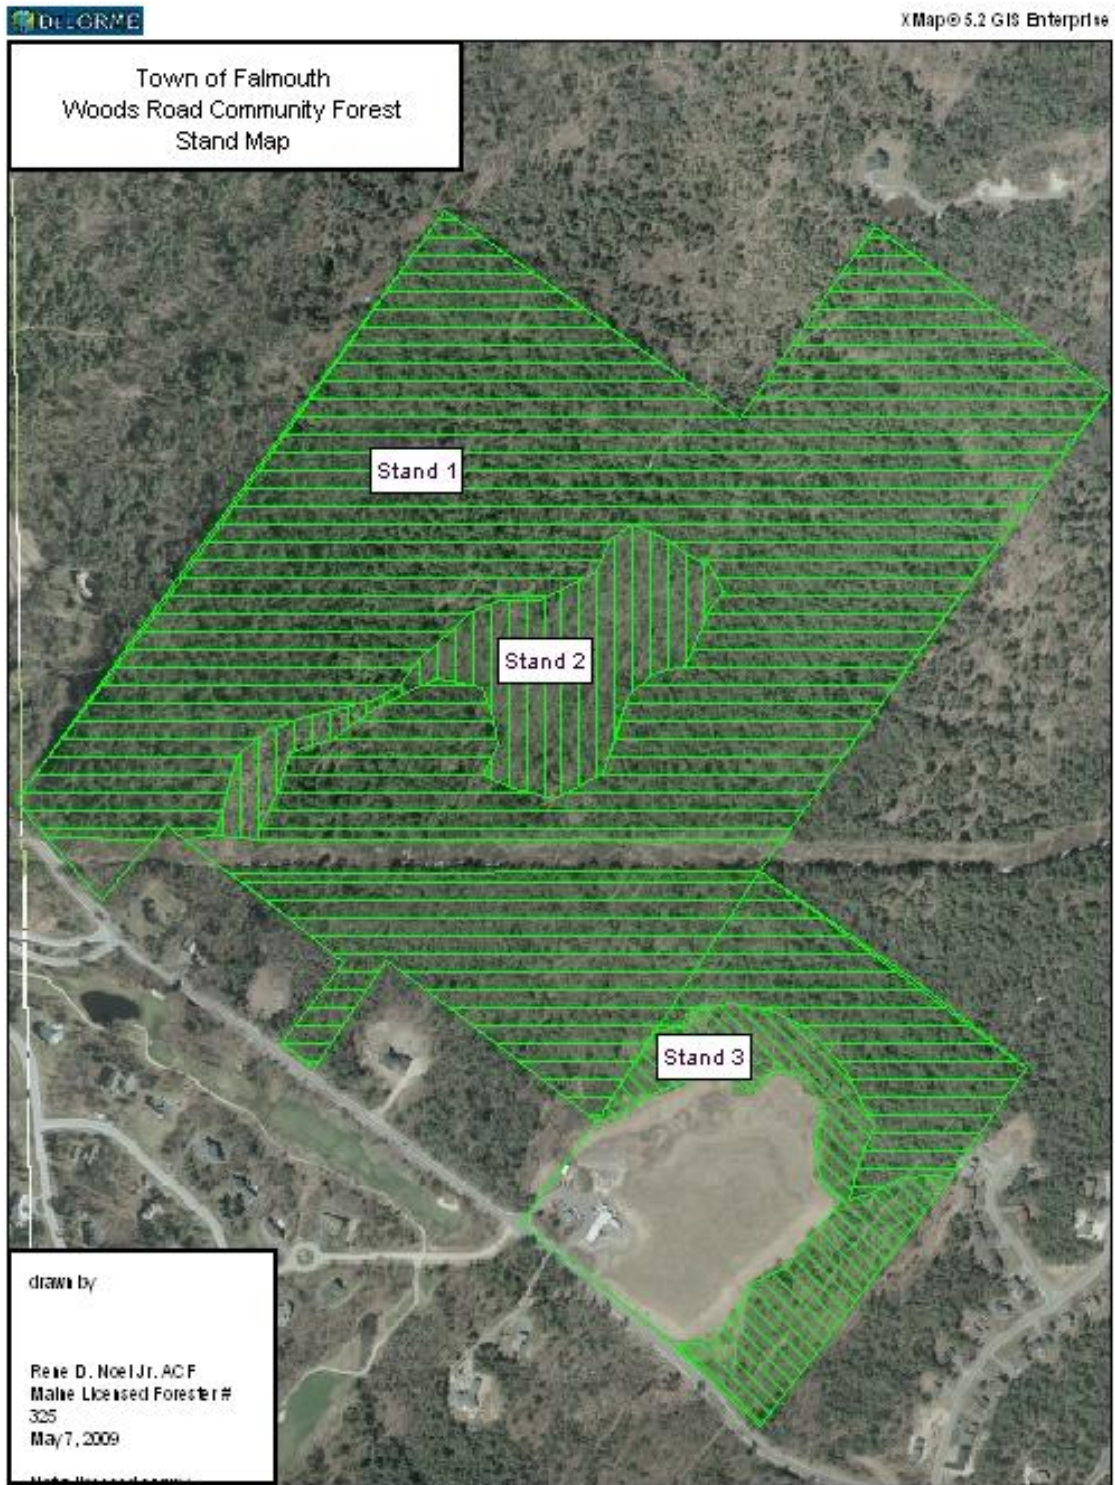 DELORME
XMap® 5.2 GIS Enterprise
Town of Falmouth
Woods Road Community Forest
Stand Map
Stand 1
Stand 2
Stand 3
drawn by
Rene D. Noel Jr. ACF
Maine Licensed Forester #
325
May 7, 2009